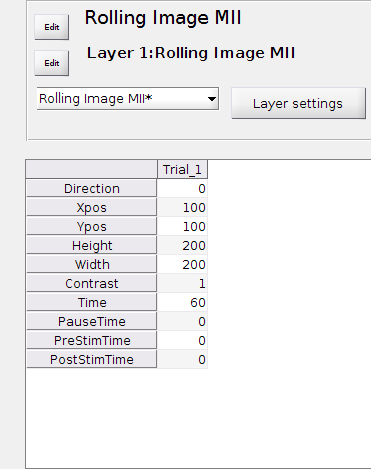 Edit Rolling Image MII
Edit Layer 1:Rolling Image MII
Rolling Image MII* Layer settings
Trial_1
Direction 0
Xpos 100
Ypos 100
Height 200
Width 200
Contrast 1
Time 60
PauseTime 0
PreStimTime 0
PostStimTime 0